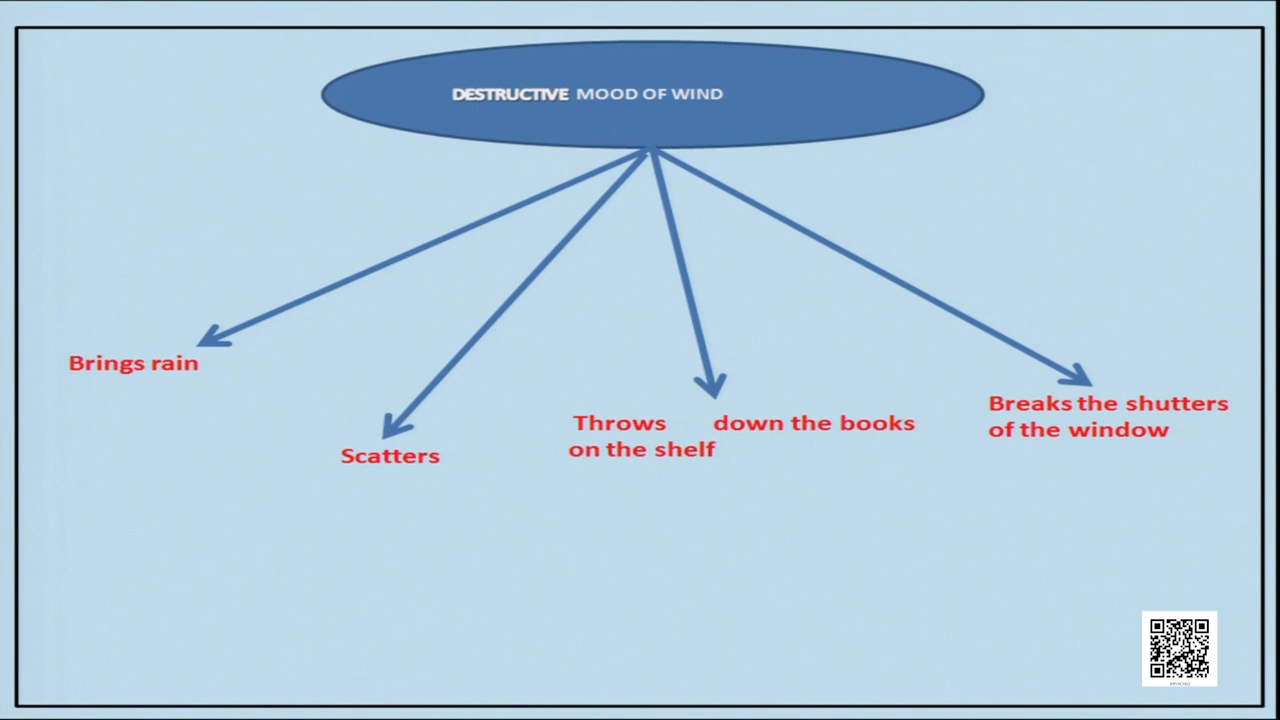 DESTRUCTIVE MOOD OF WIND
Brings rain
Scatters
Throws down the books
on the shelf
Breaks the shutters
of the window